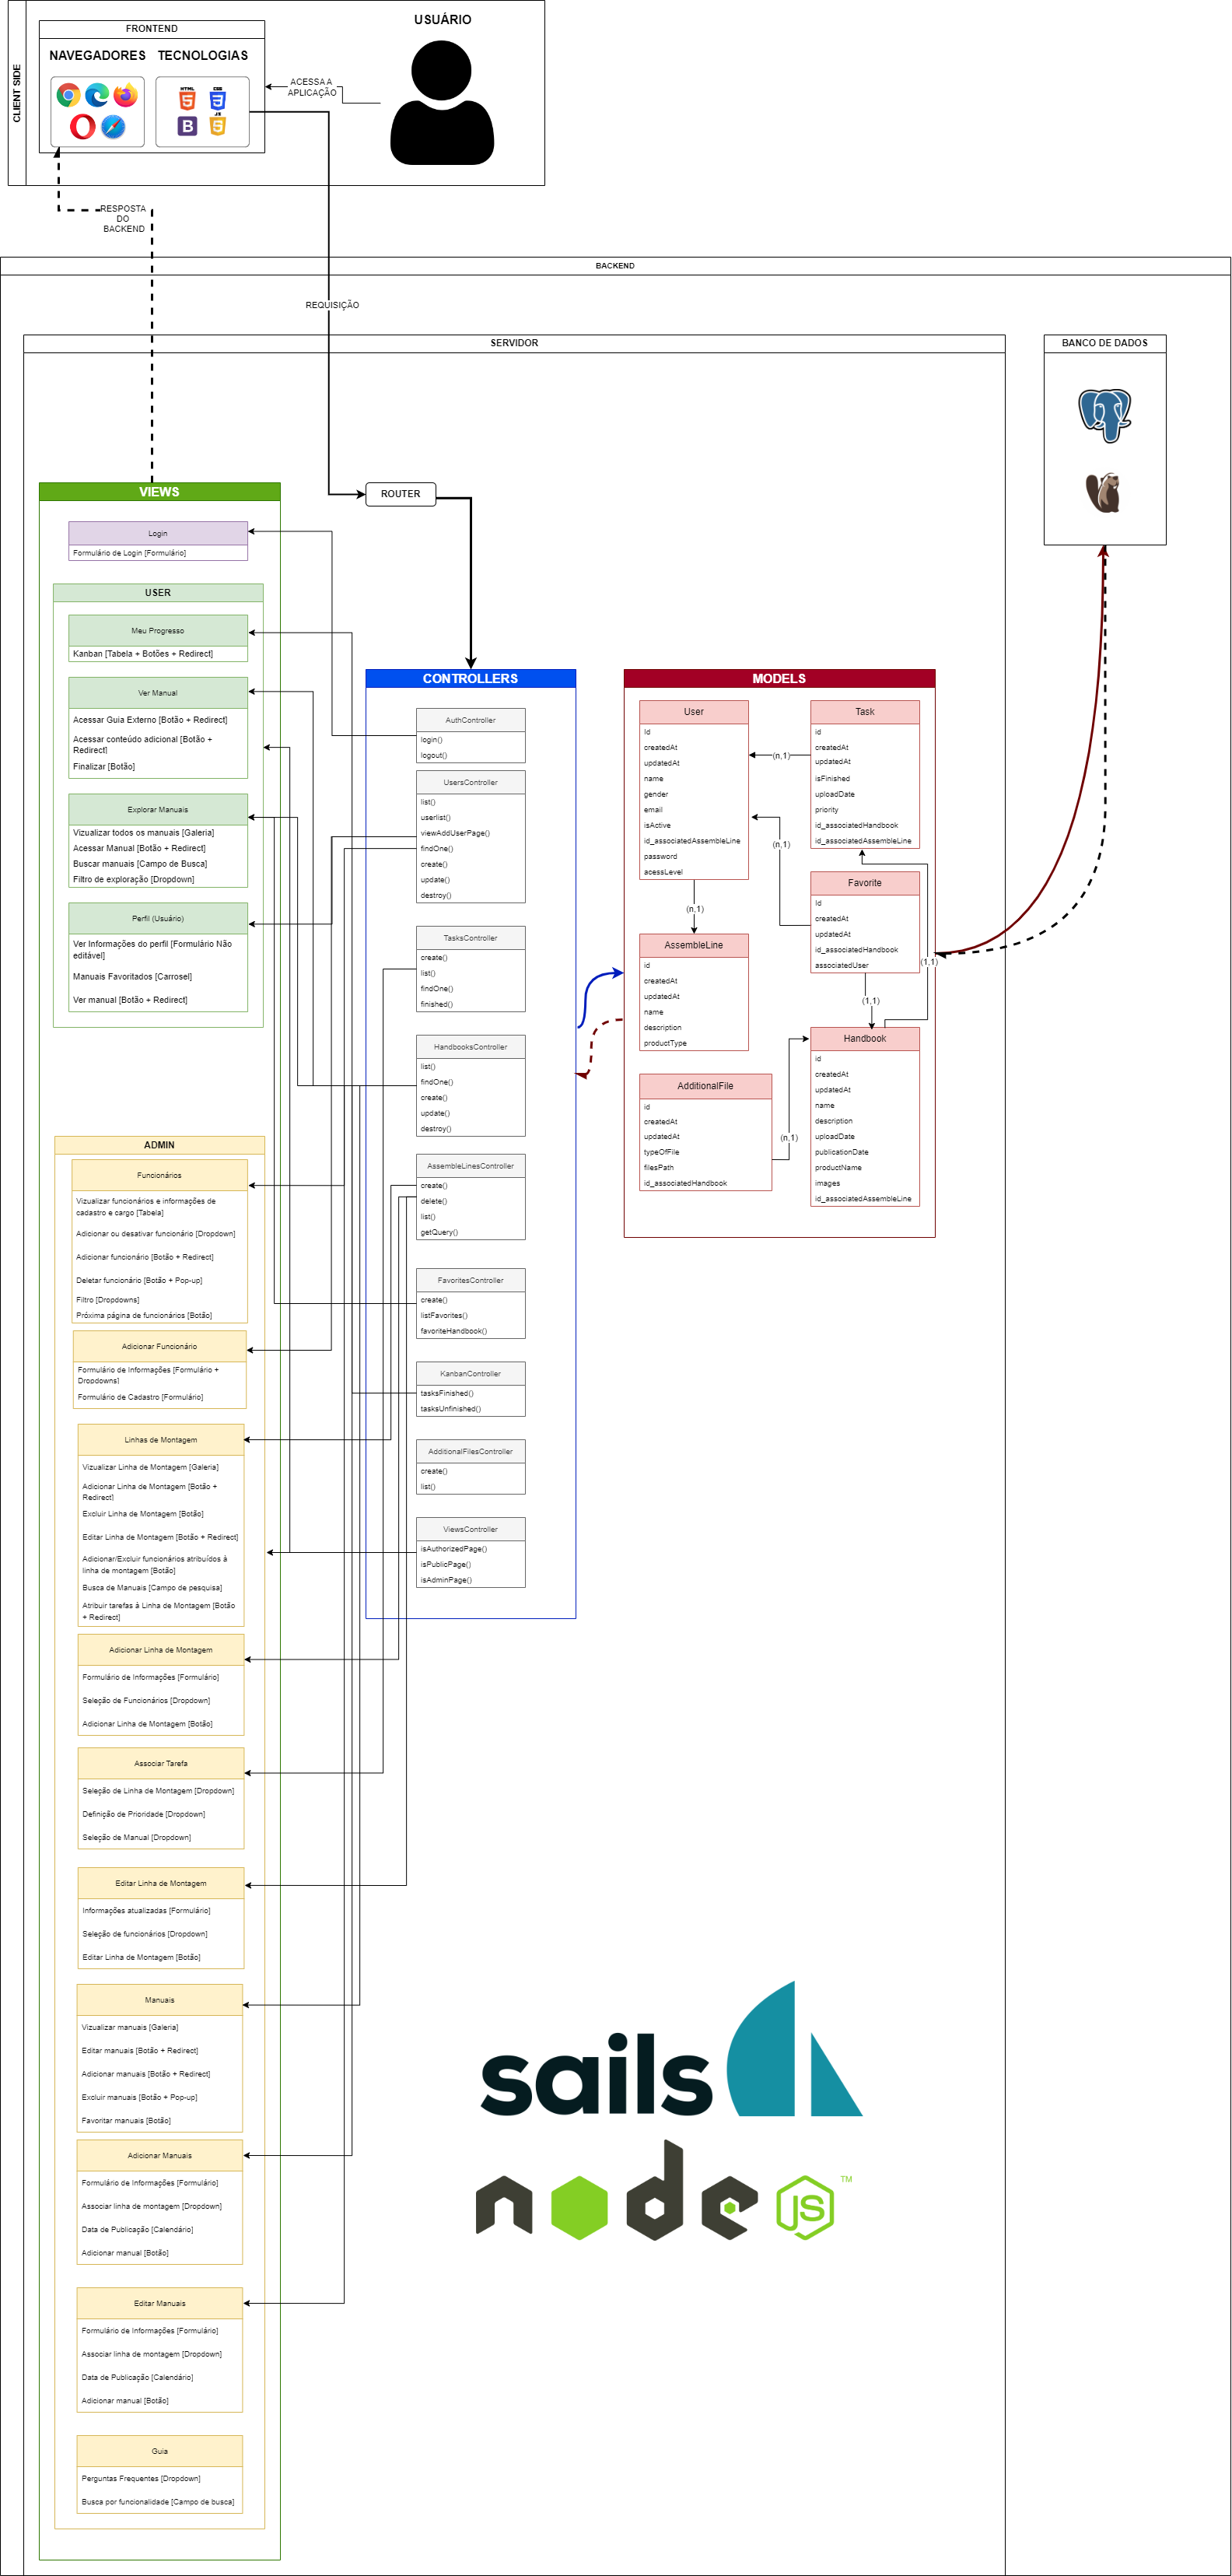 CLIENT SIDE
FRONTEND
NAVEGADORES
TECNOLOGIAS
HTML
CSS
B
JS
ACESSA A
APLICAÇÃO
USUÁRIO
RESPOSTA
DO
BACKEND
BACKEND
REQUISIÇÃO
SERVIDOR
BANCO DE DADOS
ROUTER
VIEWS
Login
Formulário de Login [Formulário]
USER
Meu Progresso
Kanban [Tabela + Botões + Redirect]
Ver Manual
Acessar Guia Externo [Botão + Redirect]
Acessar conteúdo adicional [Botão +
Redirect]
Finalizar [Botão]
Explorar Manuais
Vizualizar todos os manuais [Galeria]
Acessar Manual [Botão + Redirect]
Buscar manuais [Campo de Busca]
Filtro de exploração [Dropdown]
Perfil (Usuário)
Ver Informações do perfil [Formulário Não
editável]
Manuais Favoritados [Carrosel]
Ver manual [Botão + Redirect]
ADMIN
Funcionários
Vizualizar funcionários e informações de
cadastro e cargo [Tabela]
Adicionar ou desativar funcionário [Dropdown]
Adicionar funcionário [Botão + Redirect]
Deletar funcionário [Botão + Pop-up]
Filtro [Dropdowns]
Próxima página de funcionários [Botão]
Adicionar Funcionário
Formulário de Informações [Formulário +
Dropdowns]
Formulário de Cadastro [Formulário]
Linhas de Montagem
Vizualizar Linha de Montagem [Galeria]
Adicionar Linha de Montagem [Botão +
Redirect]
Excluir Linha de Montagem [Botão]
Editar Linha de Montagem [Botão + Redirect]
Adicionar/Excluir funcionários atribuídos à
linha de montagem [Botão]
Busca de Manuais [Campo de pesquisa]
Atribuir tarefas à Linha de Montagem [Botão
+ Redirect]
Adicionar Linha de Montagem
Formulário de Informações [Formulário]
Seleção de Funcionários [Dropdown]
Adicionar Linha de Montagem [Botão]
Associar Tarefa
Seleção de Linha de Montagem [Dropdown]
Definição de Prioridade [Dropdown]
Seleção de Manual [Dropdown]
Editar Linha de Montagem
Informações atualizadas [Formulário]
Seleção de funcionários [Dropdown]
Editar Linha de Montagem [Botão]
Manuais
Vizualizar manuais [Galeria]
Editar manuais [Botão + Redirect]
Adicionar manuais [Botão + Redirect]
Excluir manuais [Botão + Pop-up]
Favoritar manuais [Botão]
Adicionar Manuais
Formulário de Informações [Formulário]
Associar linha de montagem [Dropdown]
Data de Publicação [Calendário]
Adicionar manual [Botão]
Editar Manuais
Formulário de Informações [Formulário]
Associar linha de montagem [Dropdown]
Data de Publicação [Calendário]
Adicionar manual [Botão]
Guia
Perguntas Frequentes [Dropdown]
Busca por funcionalidade [Campo de busca]
CONTROLLERS
AuthController
login()
logout()
UsersController
list()
userlist()
viewAddUserPage()
findOne()
create()
update()
destroy()
TasksController
create()
list()
findOne()
finished()
HandbooksController
list()
findOne()
create()
update()
destroy()
AssembleLinesController
create()
delete()
list()
getQuery()
FavoritesController
create()
listFavorites()
favoriteHandbook()
KanbanController
tasksFinished()
tasksUnfinished()
AdditionalFilesController
create()
list()
ViewsController
isAuthorizedPage()
isPublicPage()
isAdminPage()
MODELS
User
Id
createdAt
updatedAt
name
gender
email
isActive
id_associatedAssembleLine
password
acessLevel
(n,1)
Task
id
createdAt
updatedAt
isFinished
uploadDate
priority
id_associatedHandbook
id_associatedAssembleLine
(n,1)
Favorite
Id
createdAt
updatedAt
id_associatedHandbook
associatedUser
(n,1)
(1,1)
(1,1)
AssembleLine
id
createdAt
updatedAt
name
description
productType
Handbook
id
createdAt
updatedAt
name
description
uploadDate
publicationDate
productName
images
id_associatedAssembleLine
AdditionalFile
id
createdAt
updatedAt
typeOfFile
filesPath
id_associatedHandbook
(n,1)
sails
node
JS
TM